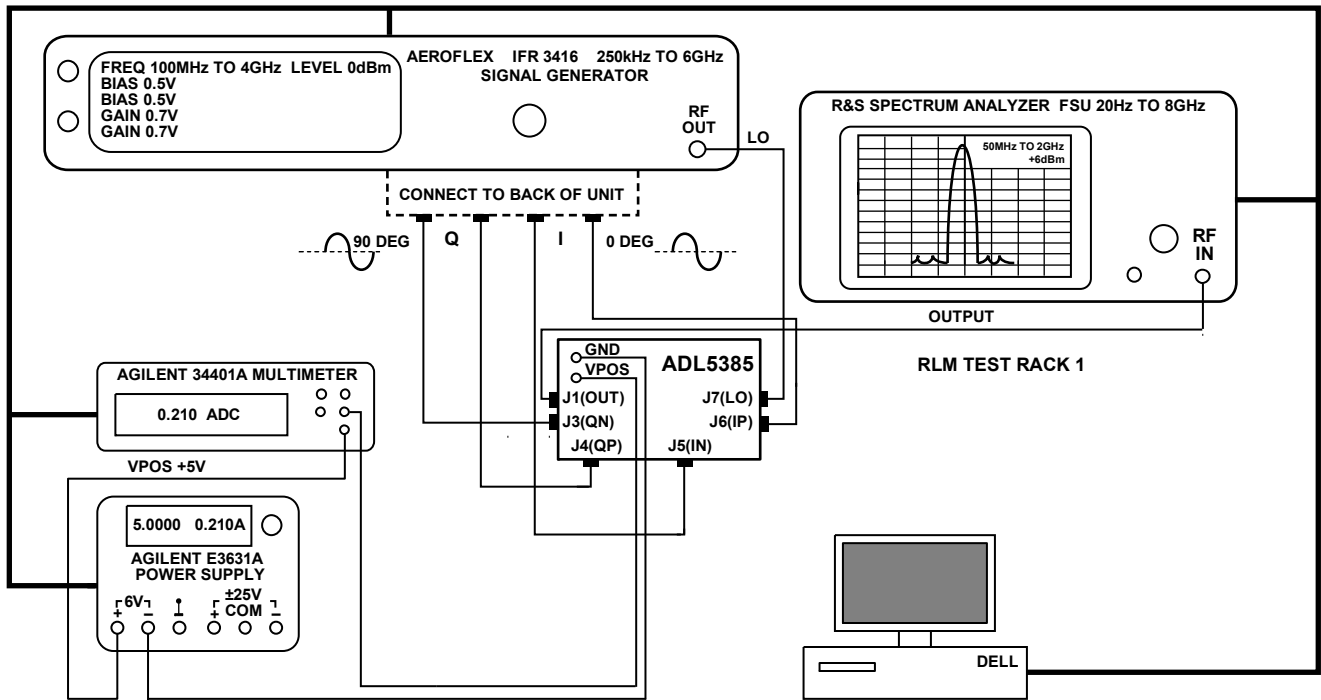 AEROFLEX IFR 3416 250kHz TO 6GHz
SIGNAL GENERATOR
FREQ 100MHz TO 4GHz LEVEL 0dBm
BIAS 0.5V
BIAS 0.5V
GAIN 0.7V
GAIN 0.7V
RF
OUT
LO
CONNECT TO BACK OF UNIT
90 DEG
Q
I
0 DEG
R&S SPECTRUM ANALYZER FSU 20Hz TO 8GHz
50MHz TO 2GHz
+6dBm
RF
IN
OUTPUT
RLM TEST RACK 1
GND
VPOS
ADL5385
J1(OUT)
J7(LO)
J3(QN)
J6(IP)
J4(QP)
J5(IN)
AGILENT 34401A MULTIMETER
0.210 ADC
VPOS +5V
5.0000 0.210A
AGILENT E3631A
POWER SUPPLY
6V
±25V
COM
+
–
+
–
DELL